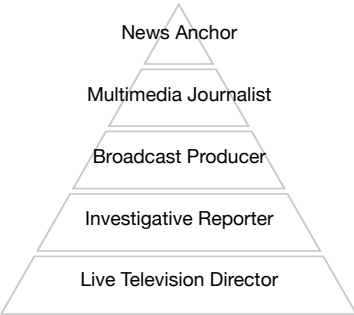 News Anchor
Multimedia Journalist
Broadcast Producer
Investigative Reporter
Live Television Director